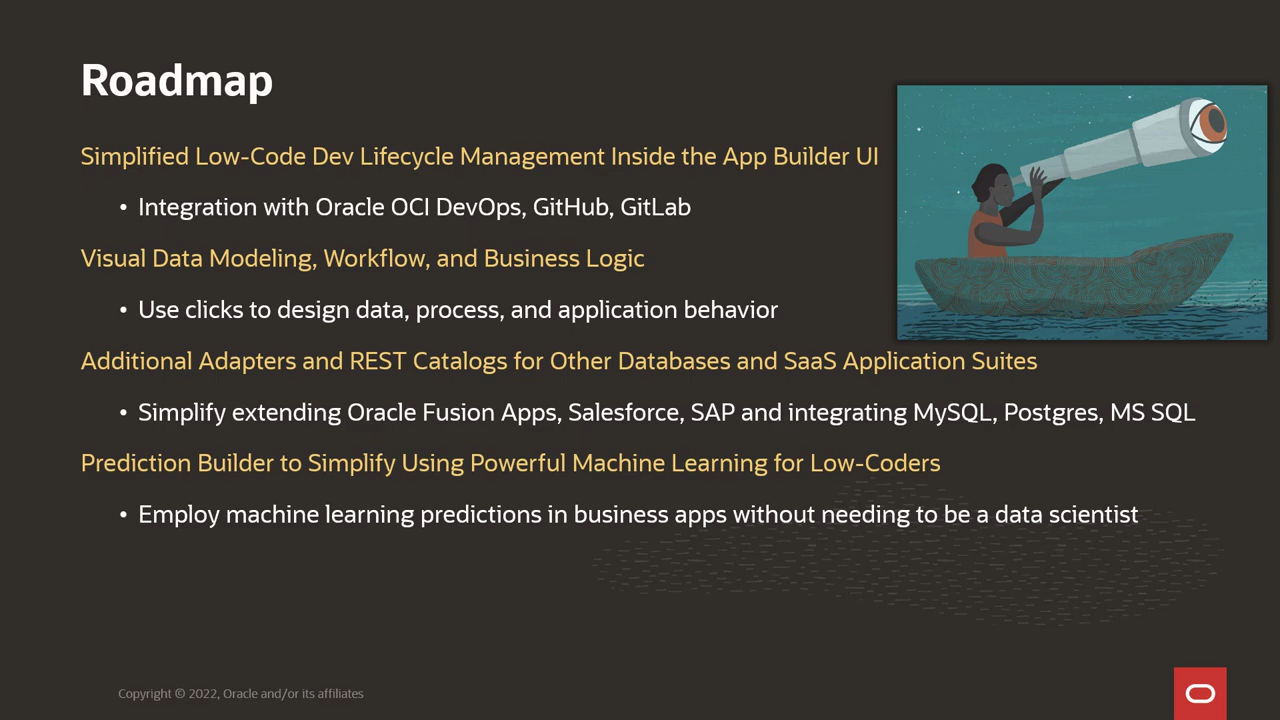 Roadmap
Simplified Low-Code Dev Lifecycle Management Inside the App Builder UI
• Integration with Oracle OCI DevOps, GitHub, GitLab
Visual Data Modeling, Workflow, and Business Logic
• Use clicks to design data, process, and application behavior
Additional Adapters and REST Catalogs for Other Databases and SaaS Application Suites
• Simplify extending Oracle Fusion Apps, Salesforce, SAP and integrating MySQL, Postgres, MS SQL
Prediction Builder to Simplify Using Powerful Machine Learning for Low-Coders
• Employ machine learning predictions in business apps without needing to be a data scientist
Copyright © 2022, Oracle and/or its affiliates